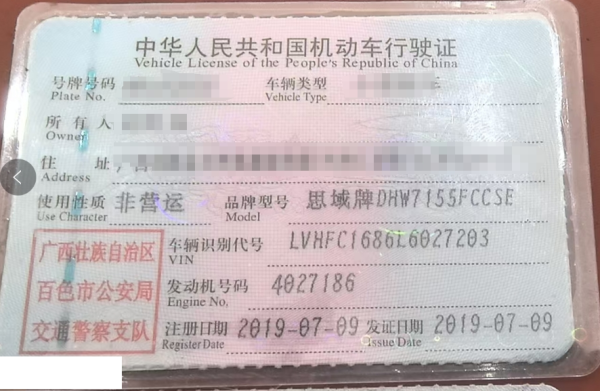 中华人民共和国机动车行驶证
Vehicle License of the People's Republic of China
号牌号码 车辆类型
Plate No. Vehicle Type
所有人
Owner
住址
Address
使用性质 非营运 品牌型号 思域牌DHW7155FCCSE
Use Character Model
车辆识别代号 LVHFC1686L6027203
VIN
发动机号码 4027186
Engine No.
注册日期 2019-07-09 发证日期 2019-07-09
Register Date Issue Date
广西壮族自治区
百色市公安局
交通警察支队